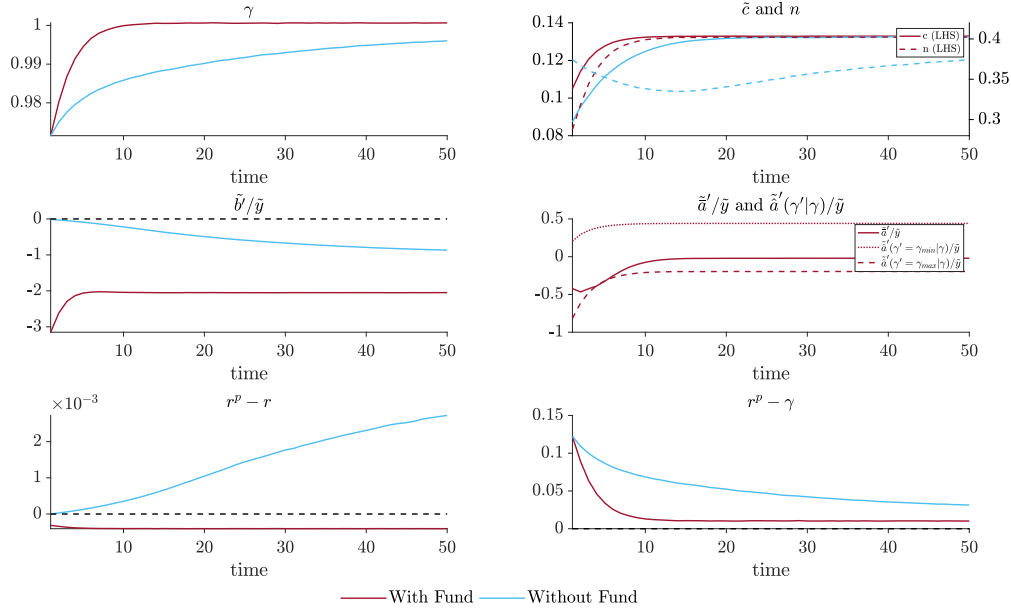 γ
c̃ and n
1
0.99
0.98
10 20 30 40 50
time
0.14
0.12
0.1
0.08
0.4
0.35
0.3
c (LHS)
n (LHS)
10 20 30 40 50
time
b̃′/ỹ
0
-1
-2
-3
10 20 30 40 50
time
ã̄′/ỹ and ã̂′(γ′|γ)/ỹ
0.5
0
-0.5
-1
ã̄′/ỹ
ã̂′(γ′ = γmin|γ)/ỹ
ã̂′(γ′ = γmax|γ)/ỹ
10 20 30 40 50
time
×10⁻³
rᵖ − r
2
1
0
10 20 30 40 50
time
rᵖ − γ
0.15
0.1
0.05
0
10 20 30 40 50
time
With Fund Without Fund